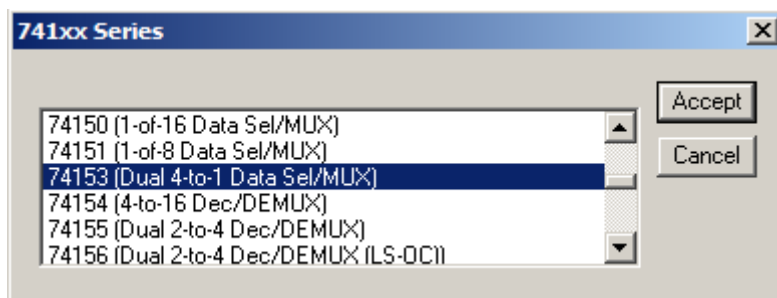 741xx Series
74150 (1-of-16 Data Sel/MUX)
74151 (1-of-8 Data Sel/MUX)
74153 (Dual 4-to-1 Data Sel/MUX)
74154 (4-to-16 Dec/DEMUX)
74155 (Dual 2-to-4 Dec/DEMUX)
74156 (Dual 2-to-4 Dec/DEMUX (LS-OC))
Accept
Cancel